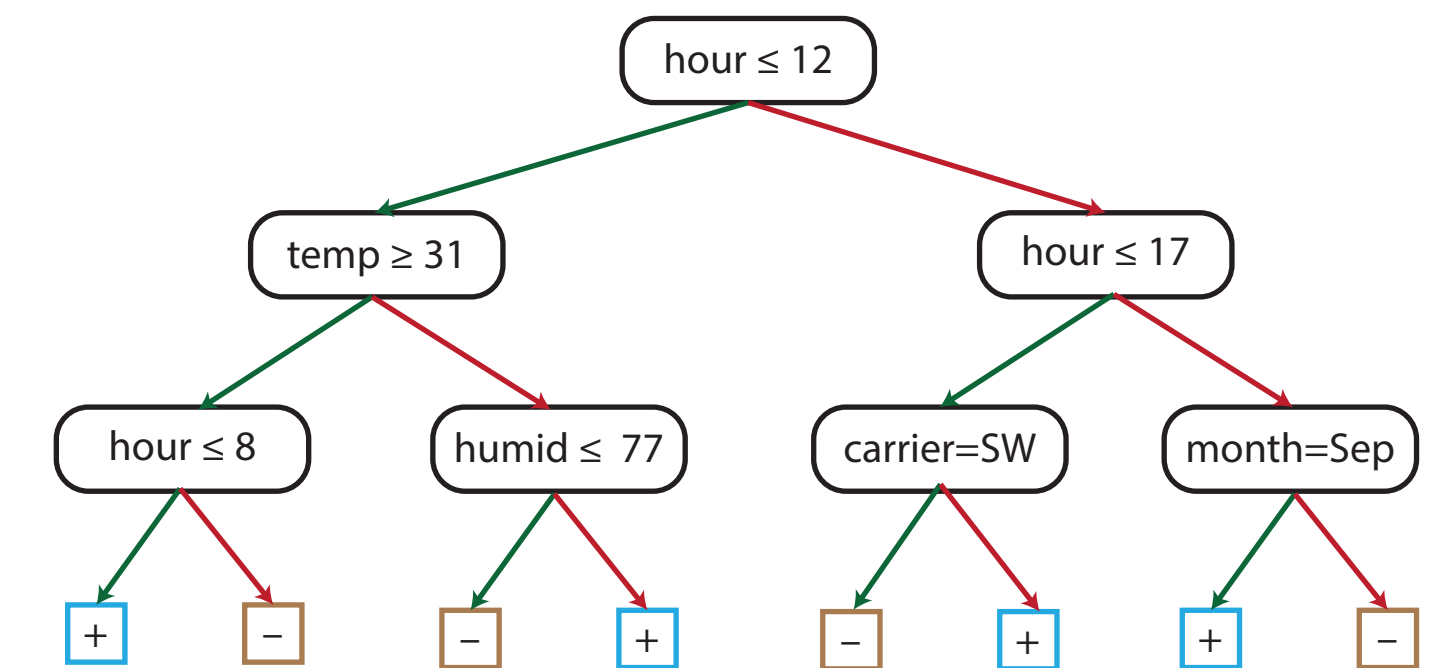 hour ≤ 12
temp ≥ 31
hour ≤ 17
hour ≤ 8
humid ≤ 77
carrier=SW
month=Sep
+
–
–
+
–
+
+
–